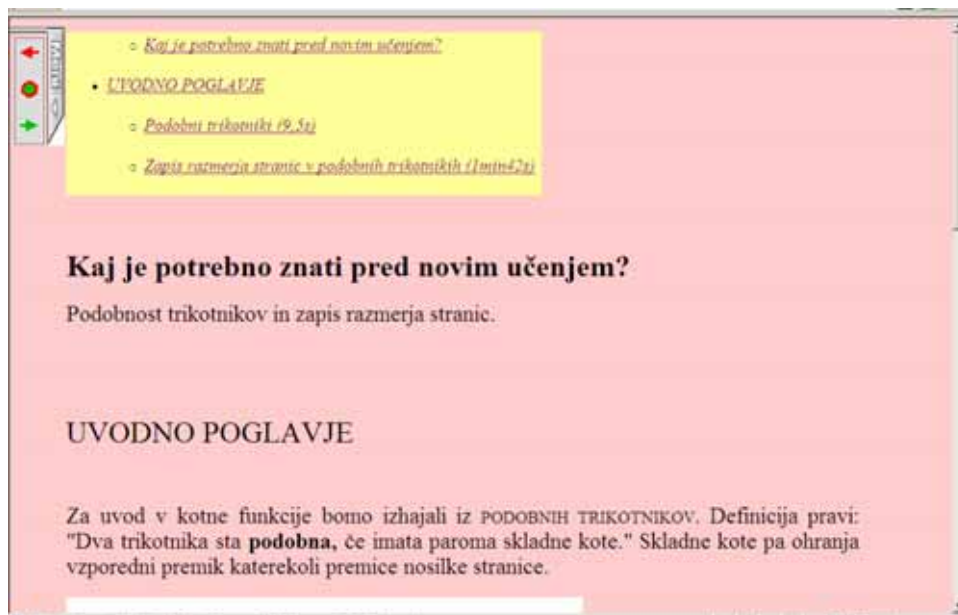 Kaj je potrebno znati pred novim učenjem?
UVODNO POGLAVJE
Podobni trikotniki (9,5s)
Zapis razmerja stranic v podobnih trikotnikih (1min42s)
Kaj je potrebno znati pred novim učenjem?
Podobnost trikotnikov in zapis razmerja stranic.
UVODNO POGLAVJE
Za uvod v kotne funkcije bomo izhajali iz PODOBNIH TRIKOTNIKOV. Definicija pravi:
"Dva trikotnika sta podobna, če imata paroma skladne kote." Skladne kote pa ohranja
vzporedni premik katerekoli premice nosilke stranice.